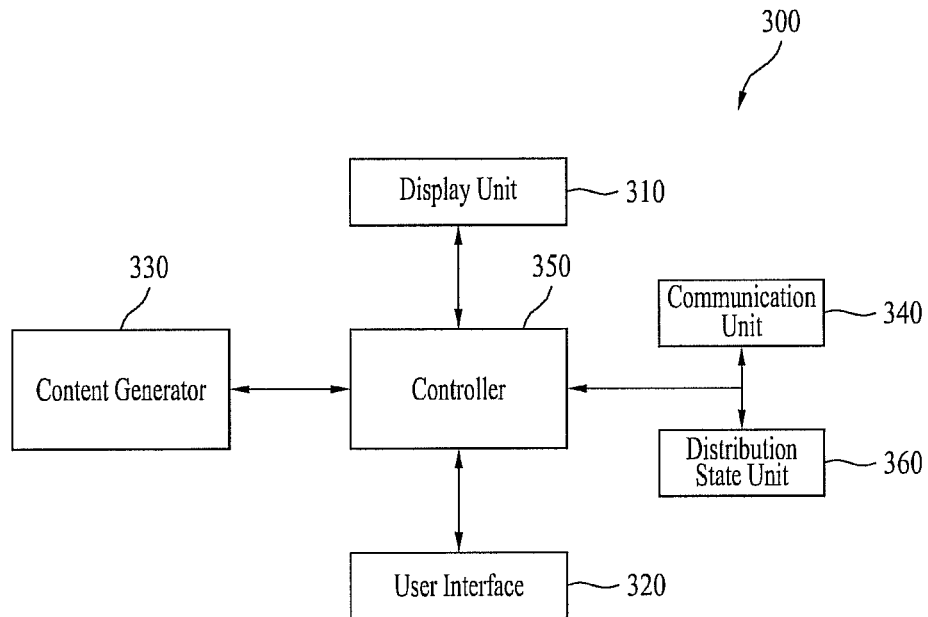 300
Display Unit
310
330
350
Communication
Unit
340
Content Generator
Controller
Distribution
State Unit
360
User Interface
320